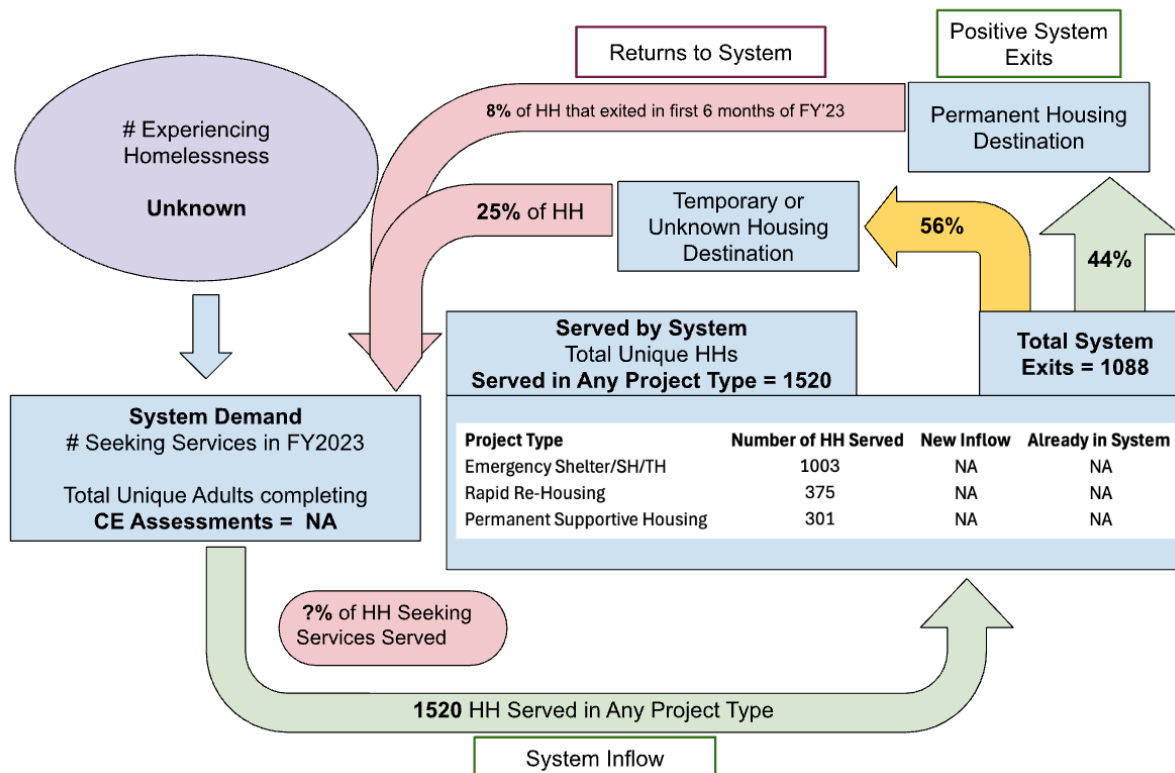 Returns to System
Positive System
Exits
# Experiencing
Homelessness
Unknown
8% of HH that exited in first 6 months of FY'23
Permanent Housing
Destination
25% of HH
Temporary or
Unknown Housing
Destination
56%
44%
Served by System
Total Unique HHs
Served in Any Project Type = 1520
Total System
Exits = 1088
System Demand
# Seeking Services in FY2023
Total Unique Adults completing
CE Assessments = NA
Project Type Number of HH Served New Inflow Already in System
Emergency Shelter/SH/TH 1003 NA NA
Rapid Re-Housing 375 NA NA
Permanent Supportive Housing 301 NA NA
?% of HH Seeking
Services Served
1520 HH Served in Any Project Type
System Inflow